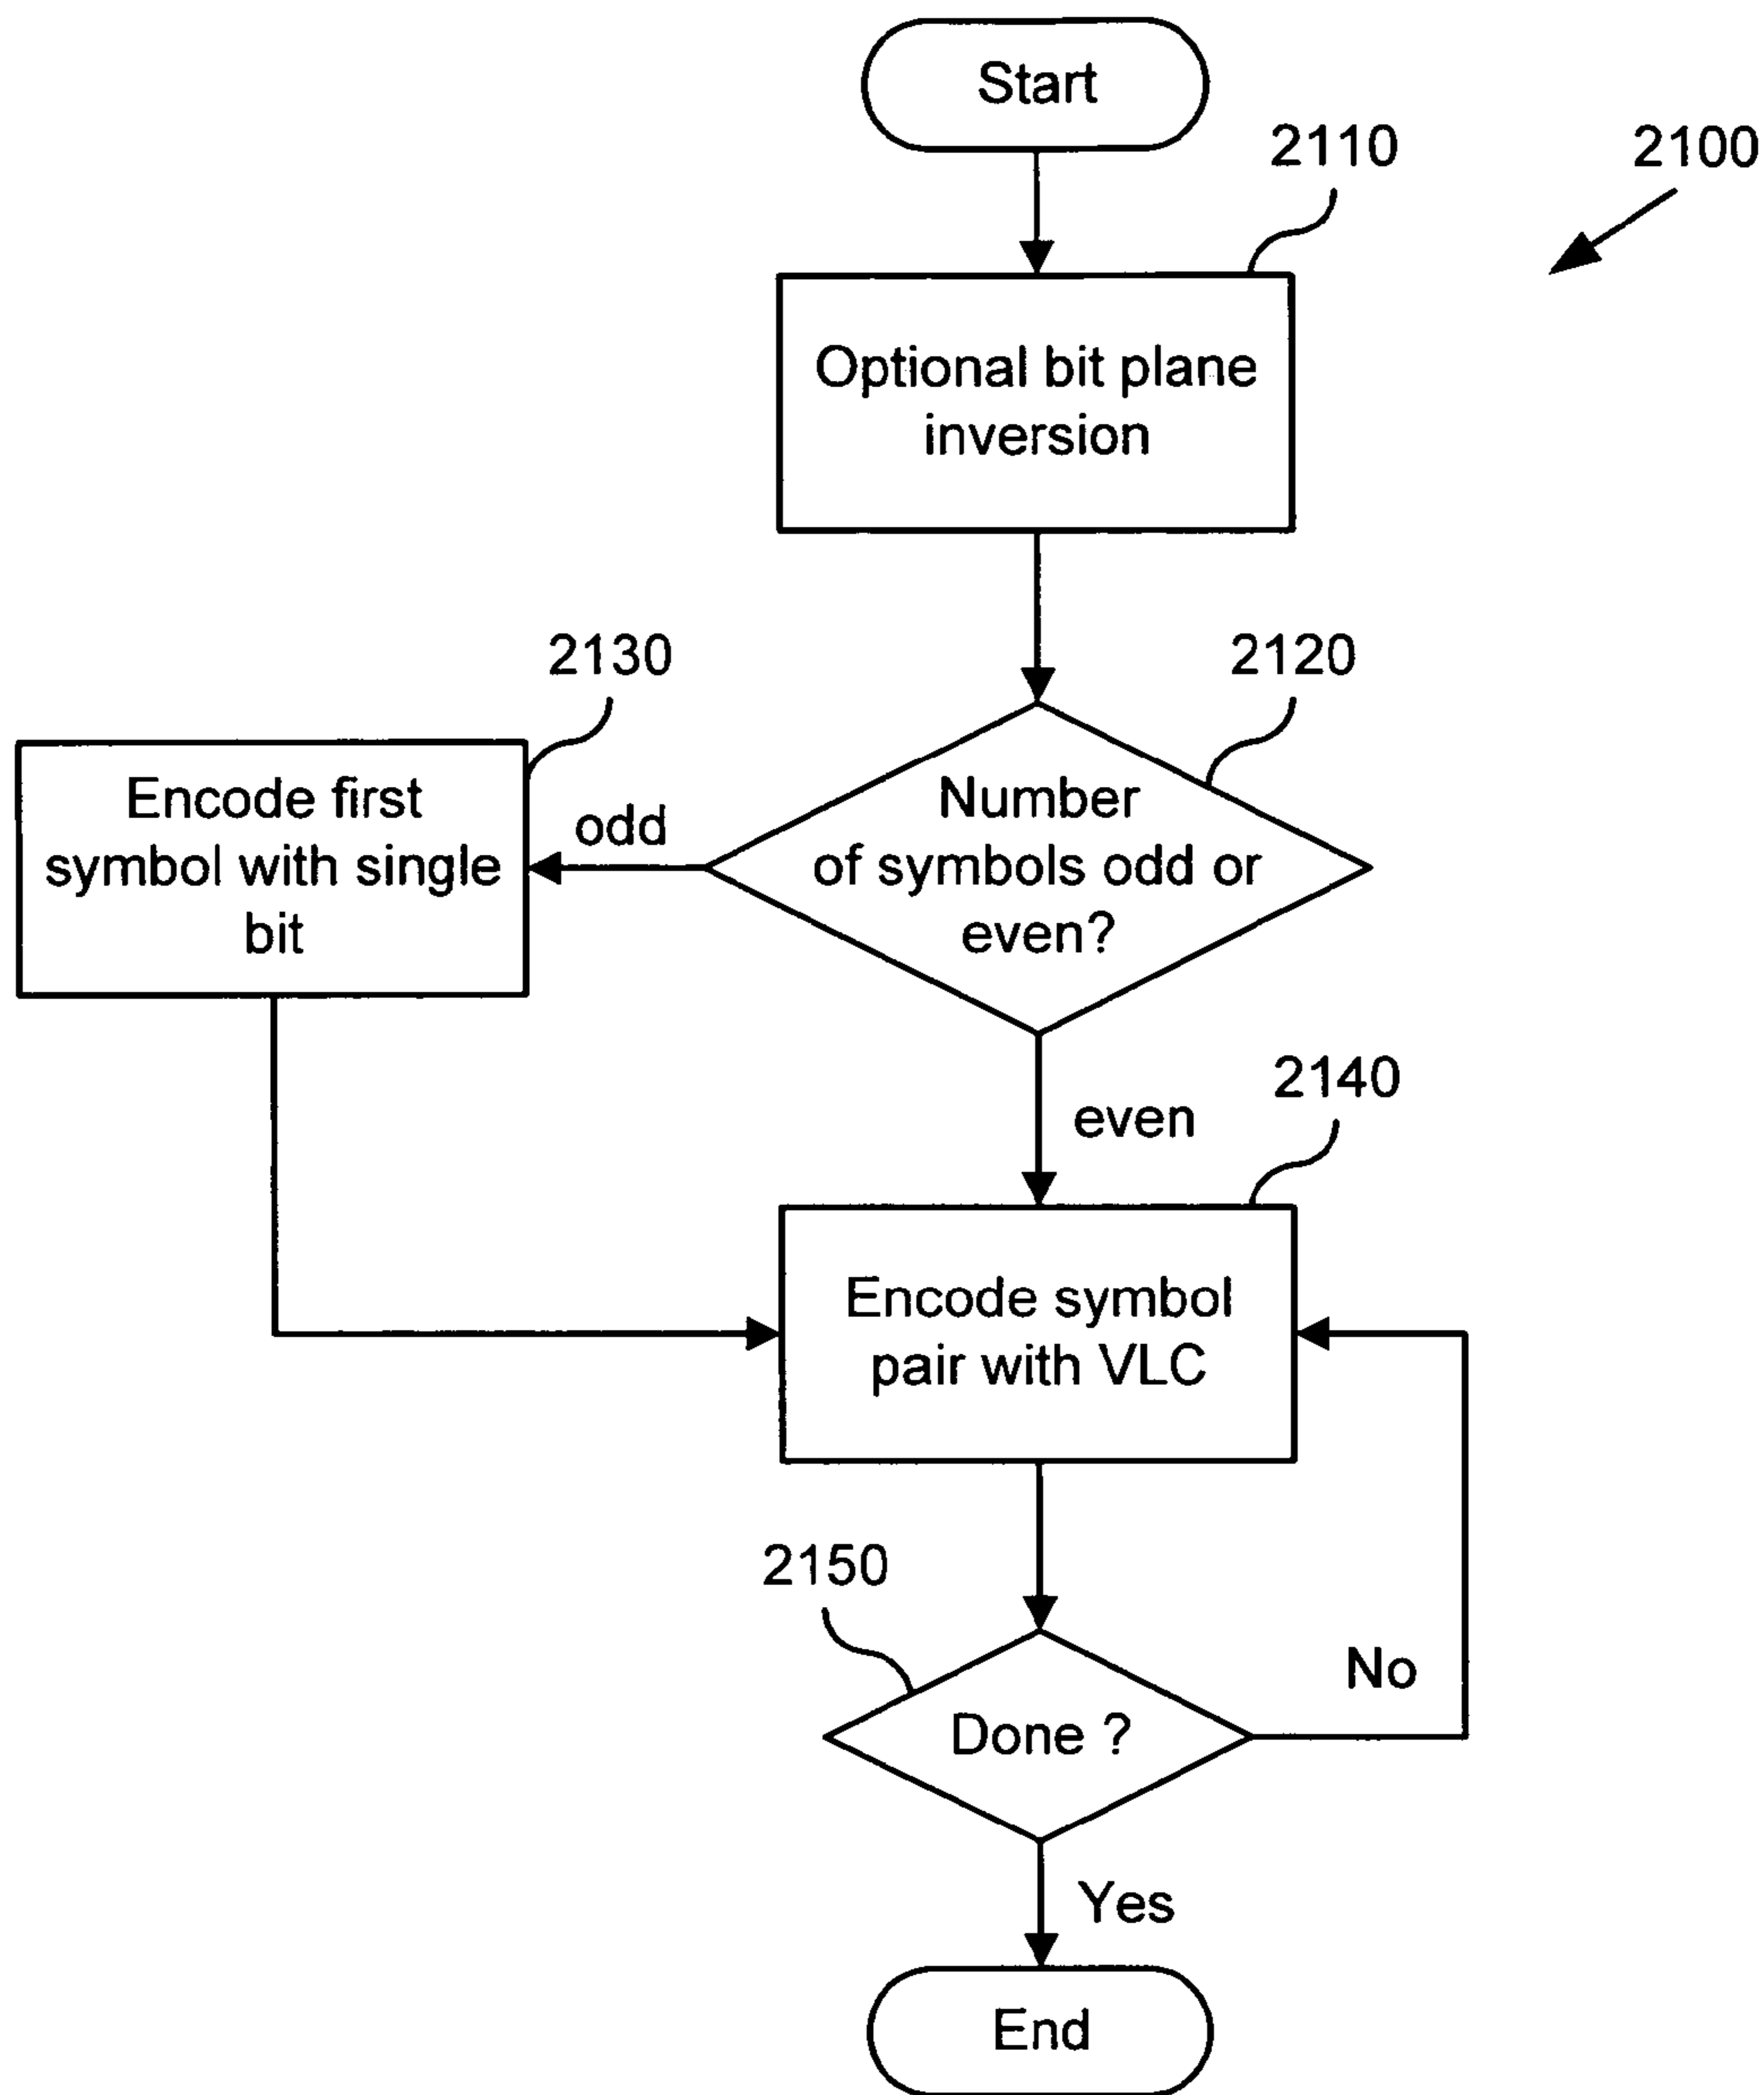 Start
2110
2100
Optional bit plane
inversion
2130
2120
Encode first
symbol with single
bit
odd
Number
of symbols odd or
even?
even
2140
Encode symbol
pair with VLC
2150
Done ?
No
Yes
End